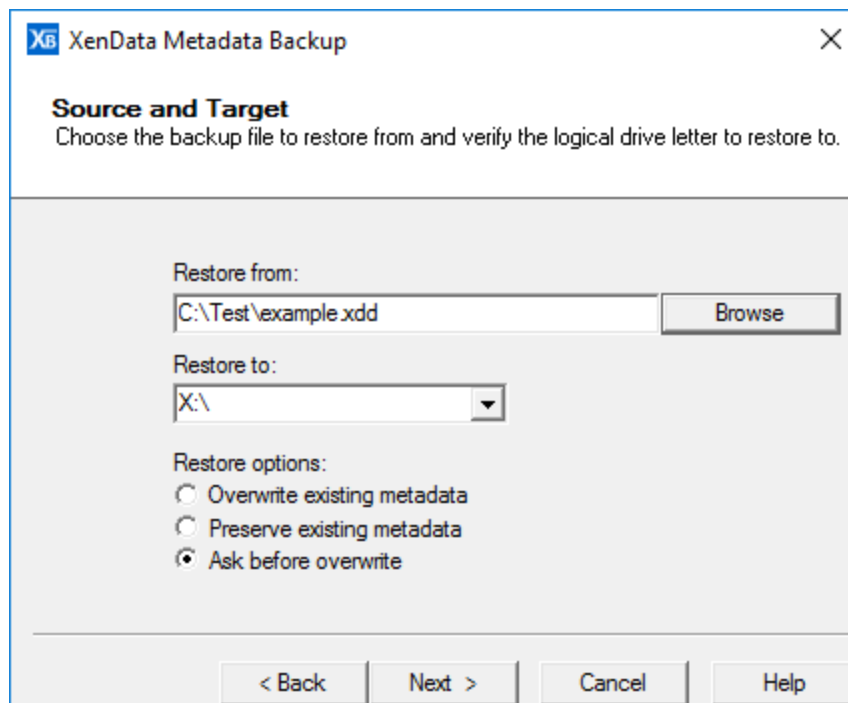 XB XenData Metadata Backup
Source and Target
Choose the backup file to restore from and verify the logical drive letter to restore to.
Restore from:
C:\Test\example.xdd Browse
Restore to:
X:\
Restore options:
Overwrite existing metadata
Preserve existing metadata
Ask before overwrite
< Back Next > Cancel Help